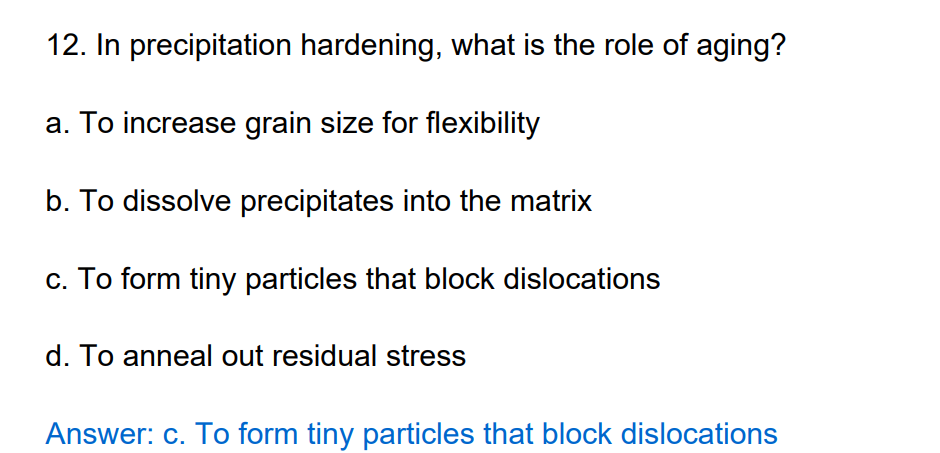 12. In precipitation hardening, what is the role of aging?
a. To increase grain size for flexibility
b. To dissolve precipitates into the matrix
c. To form tiny particles that block dislocations
d. To anneal out residual stress
Answer: c. To form tiny particles that block dislocations